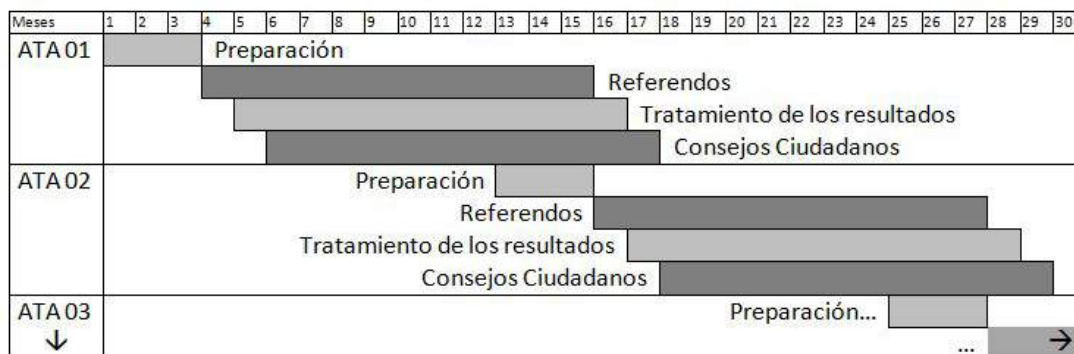 Meses 1 2 3 4 5 6 7 8 9 10 11 12 13 14 15 16 17 18 19 20 21 22 23 24 25 26 27 28 29 30
ATA 01 Preparación
Referendos
Tratamiento de los resultados
Consejos Ciudadanos
ATA 02 Preparación
Referendos
Tratamiento de los resultados
Consejos Ciudadanos
ATA 03 Preparación...
↓ ... →